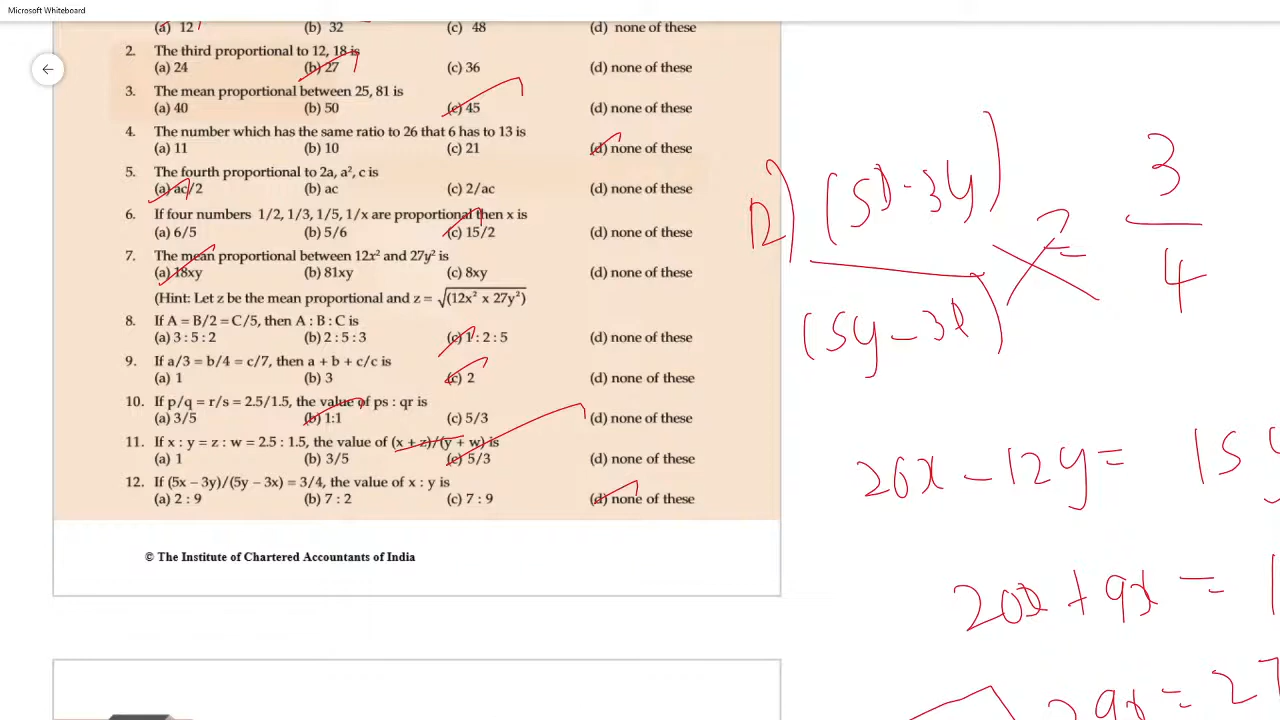 Microsoft Whiteboard
(a) 12 (b) 32 (c) 48 (d) none of these
2. The third proportional to 12, 18 is
(a) 24 (b) 27 (c) 36 (d) none of these
3. The mean proportional between 25, 81 is
(a) 40 (b) 50 (c) 45 (d) none of these
4. The number which has the same ratio to 26 that 6 has to 13 is
(a) 11 (b) 10 (c) 21 (d) none of these
5. The fourth proportional to 2a, a², c is
(a) ac/2 (b) ac (c) 2/ac (d) none of these
6. If four numbers 1/2, 1/3, 1/5, 1/x are proportional then x is
(a) 6/5 (b) 5/6 (c) 15/2 (d) none of these
7. The mean proportional between 12x² and 27y² is
(a) 18xy (b) 81xy (c) 8xy (d) none of these
(Hint: Let z be the mean proportional and z = √(12x² x 27y²)
8. If A = B/2 = C/5, then A : B : C is
(a) 3 : 5 : 2 (b) 2 : 5 : 3 (c) 1 : 2 : 5 (d) none of these
9. If a/3 = b/4 = c/7, then a + b + c/c is
(a) 1 (b) 3 (c) 2 (d) none of these
10. If p/q = r/s = 2.5/1.5, the value of ps : qr is
(a) 3/5 (b) 1:1 (c) 5/3 (d) none of these
11. If x : y = z : w = 2.5 : 1.5, the value of (x + z)/(y + w) is
(a) 1 (b) 3/5 (c) 5/3 (d) none of these
12. If (5x – 3y)/(5y – 3x) = 3/4, the value of x : y is
(a) 2 : 9 (b) 7 : 2 (c) 7 : 9 (d) none of these
© The Institute of Chartered Accountants of India
12) (5x - 3y) = 3
(5y - 3x) 4
20x - 12y = 15y
20x + 9x = 1
29x = 27